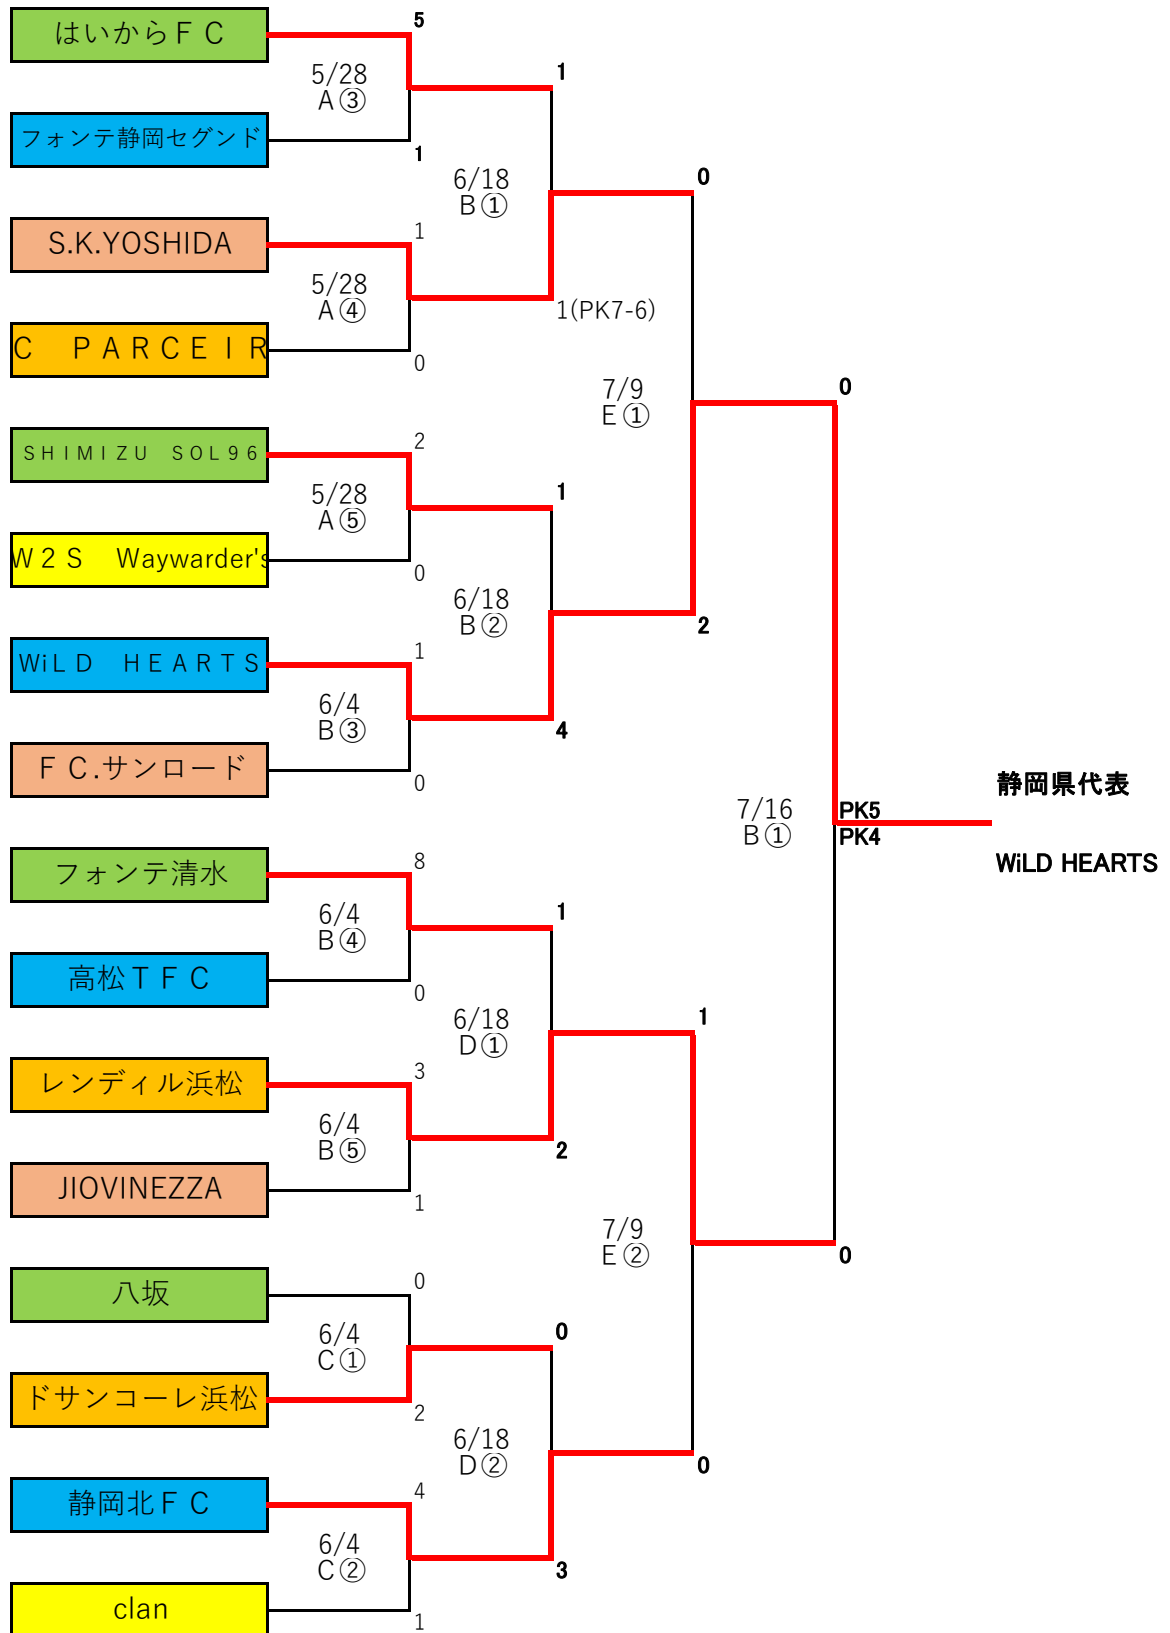 はいからＦＣ
5
5/28
A③
フォンテ静岡セグンド
1
1
6/18
B①
0
S.K.YOSHIDA
1
5/28
A④
1(PK7-6)
C　ＰＡＲＣＥＩＲ
0
7/9
E①
0
ＳＨＩＭＩＺＵ　ＳＯＬ９６
2
5/28
A⑤
1
W２Ｓ　Waywarder's
0
6/18
B②
2
WiＬＤ　ＨＥＡＲＴＳ
1
6/4
B③
4
ＦＣ.サンロード
0
7/16
B①
PK5
PK4
静岡県代表
WiLD HEARTS
フォンテ清水
8
6/4
B④
1
高松ＴＦＣ
0
6/18
D①
1
レンディル浜松
3
6/4
B⑤
2
JIOVINEZZA
1
7/9
E②
0
八坂
0
6/4
C①
0
ドサンコーレ浜松
2
6/18
D②
0
静岡北ＦＣ
4
6/4
C②
3
clan
1